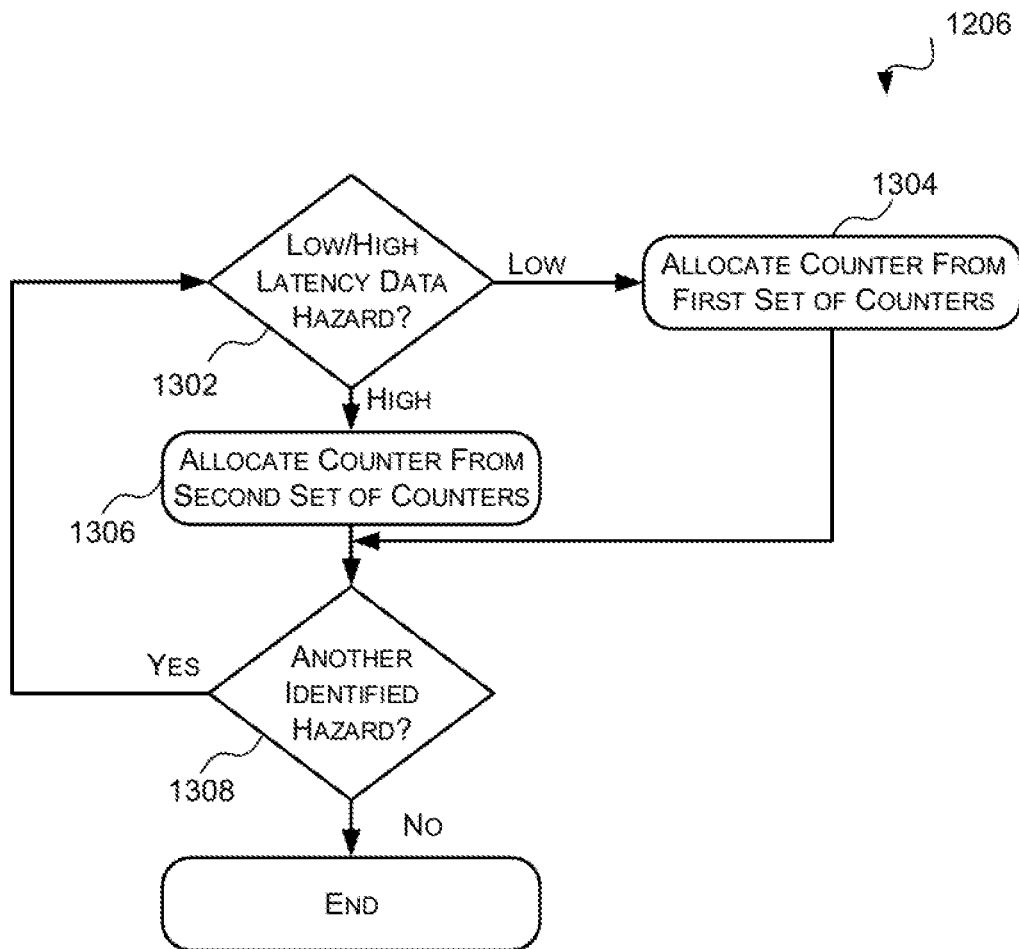 1206
1304
LOW/HIGH
LATENCY DATA
HAZARD?
LOW
ALLOCATE COUNTER FROM
FIRST SET OF COUNTERS
1302
HIGH
ALLOCATE COUNTER FROM
SECOND SET OF COUNTERS
1306
YES
ANOTHER
IDENTIFIED
HAZARD?
1308
NO
END